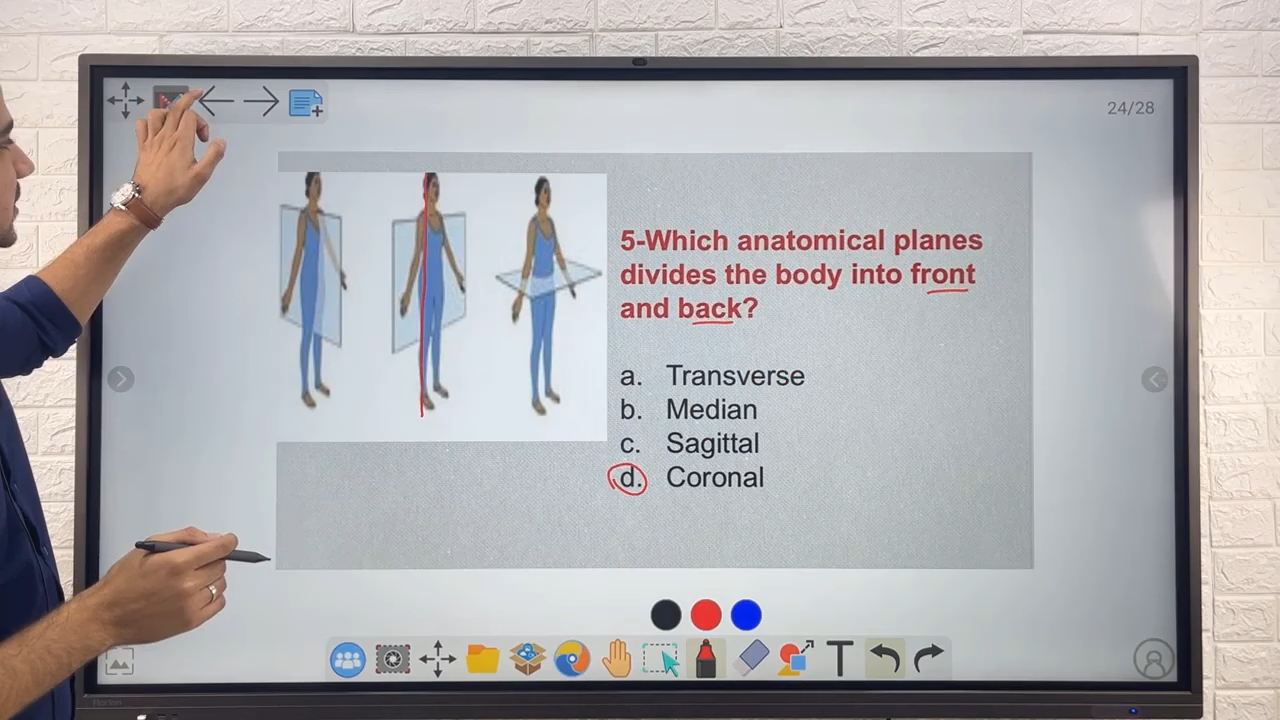 24/28
5-Which anatomical planes
divides the body into front
and back?
a. Transverse
b. Median
c. Sagittal
d. Coronal
T